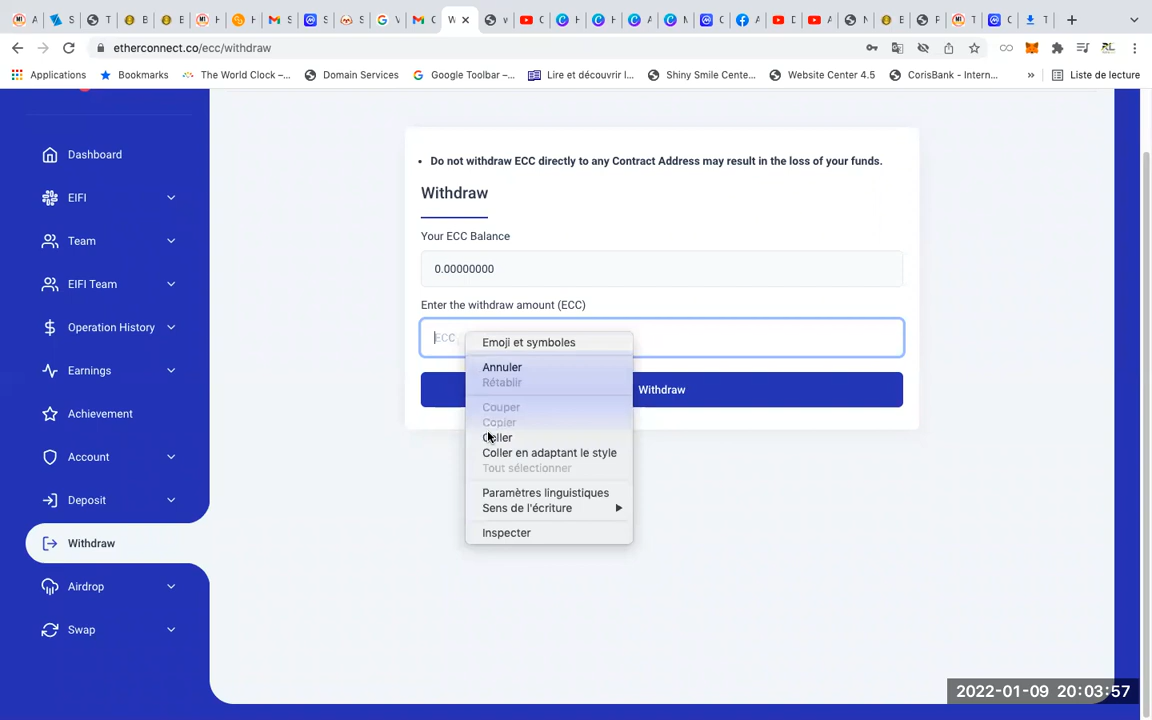 etherconnect.co/ecc/withdraw
Applications
Bookmarks
The World Clock –...
Domain Services
Google Toolbar –...
Lire et découvrir l'...
Shiny Smile Cente...
Website Center 4.5
CorisBank - Intern...
»
Liste de lecture
Dashboard
EIFI
Team
EIFI Team
Operation History
Earnings
Achievement
Account
Deposit
Withdraw
Airdrop
Swap
• Do not withdraw ECC directly to any Contract Address may result in the loss of your funds.
Withdraw
Your ECC Balance
0.00000000
Enter the withdraw amount (ECC)
ECC
Withdraw
Emoji et symboles
Annuler
Rétablir
Couper
Copier
Coller
Coller en adaptant le style
Tout sélectionner
Paramètres linguistiques
Sens de l'écriture
Inspecter
2022-01-09 20:03:57